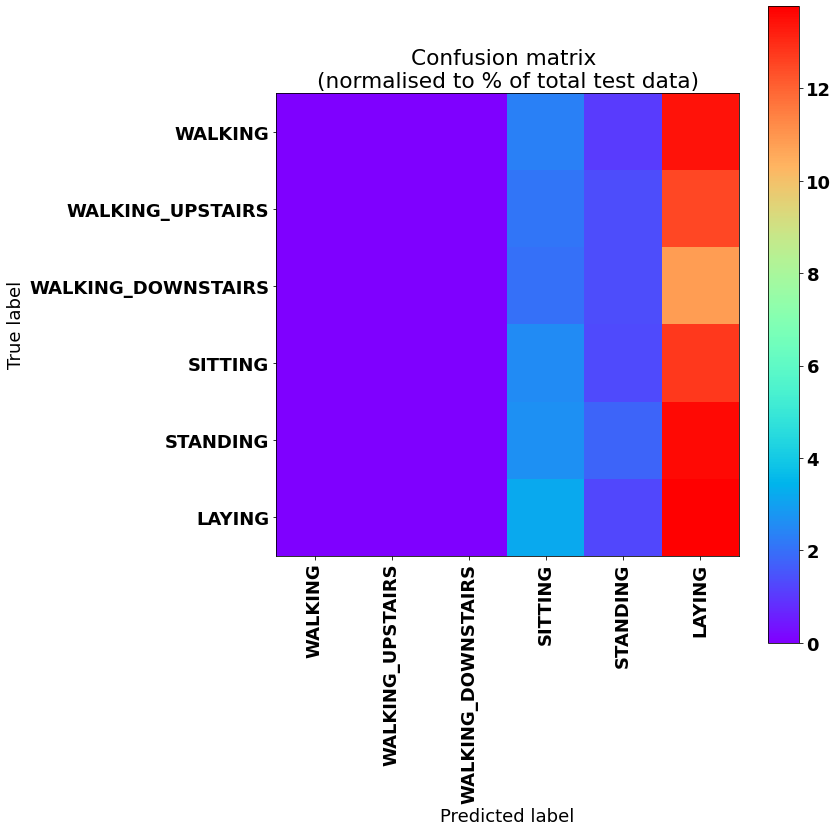 Confusion matrix
(normalised to % of total test data)
WALKING
WALKING_UPSTAIRS
WALKING_DOWNSTAIRS
SITTING
STANDING
LAYING
True label
WALKING
WALKING_UPSTAIRS
WALKING_DOWNSTAIRS
SITTING
STANDING
LAYING
Predicted label
12
10
8
6
4
2
0